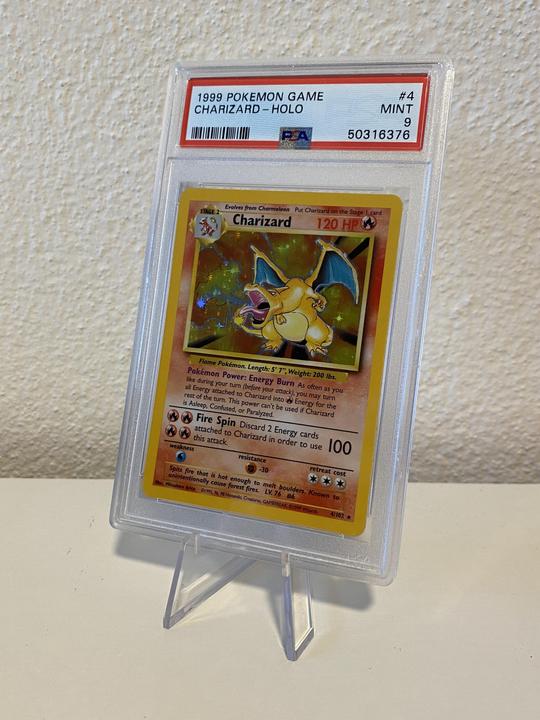 1999 POKEMON GAME #4
CHARIZARD – HOLO MINT
9
PSA 50316376
Evolves from Charmeleon Put Charizard on the Stage 1 card
STAGE 2 Charizard 120 HP
Flame Pokémon. Length: 5' 7", Weight: 200 lbs.
Pokémon Power: Energy Burn As often as you
like during your turn (before your attack), you may turn
all Energy attached to Charizard into Energy for the
rest of the turn. This power can't be used if Charizard
is Asleep, Confused, or Paralyzed.
Fire Spin Discard 2 Energy cards
attached to Charizard in order to use
this attack. 100
weakness resistance retreat cost
-30
Spits fire that is hot enough to melt boulders. Known to
unintentionally cause forest fires. LV. 76 #6
Illus. Mitsuhiro Arita 4/102